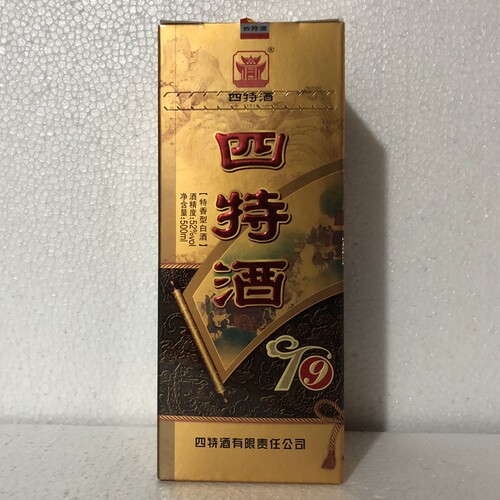 四特酒
®
四特酒
四特酒
【特香型白酒】
酒精度:52%vol
净含量:500ml
T9
四特酒有限责任公司